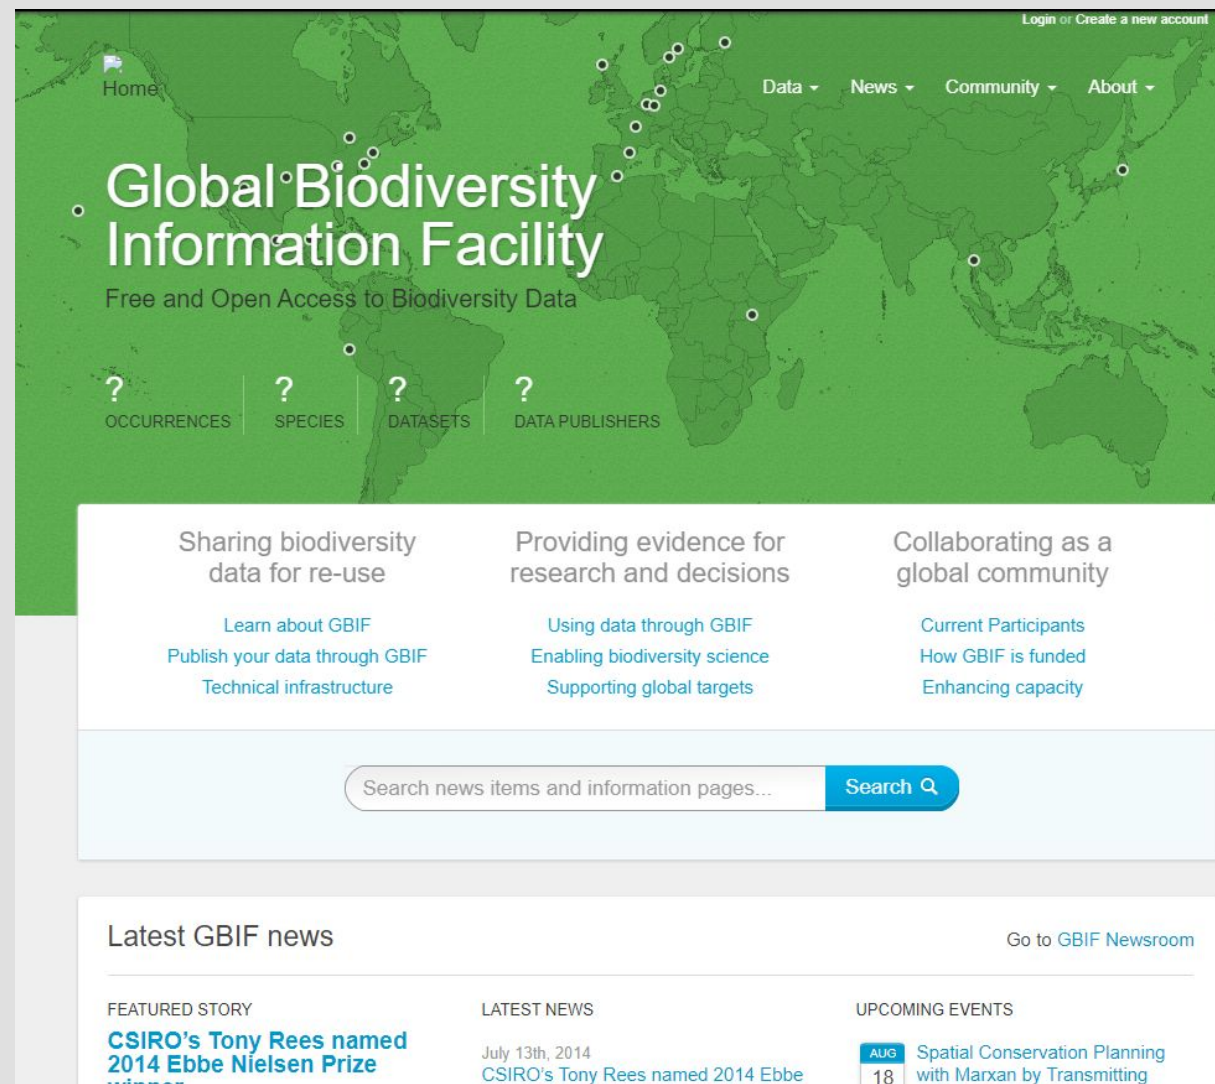 Login or Create a new account
Home
Data
News
Community
About
Global Biodiversity
Information Facility
Free and Open Access to Biodiversity Data
?
OCCURRENCES
?
SPECIES
?
DATASETS
?
DATA PUBLISHERS
Sharing biodiversity
data for re-use
Learn about GBIF
Publish your data through GBIF
Technical infrastructure
Providing evidence for
research and decisions
Using data through GBIF
Enabling biodiversity science
Supporting global targets
Collaborating as a
global community
Current Participants
How GBIF is funded
Enhancing capacity
Search news items and information pages...
Search
Latest GBIF news
Go to GBIF Newsroom
FEATURED STORY
CSIRO's Tony Rees named
2014 Ebbe Nielsen Prize
winner
LATEST NEWS
July 13th, 2014
CSIRO's Tony Rees named 2014 Ebbe
UPCOMING EVENTS
AUG
18
Spatial Conservation Planning
with Marxan by Transmitting